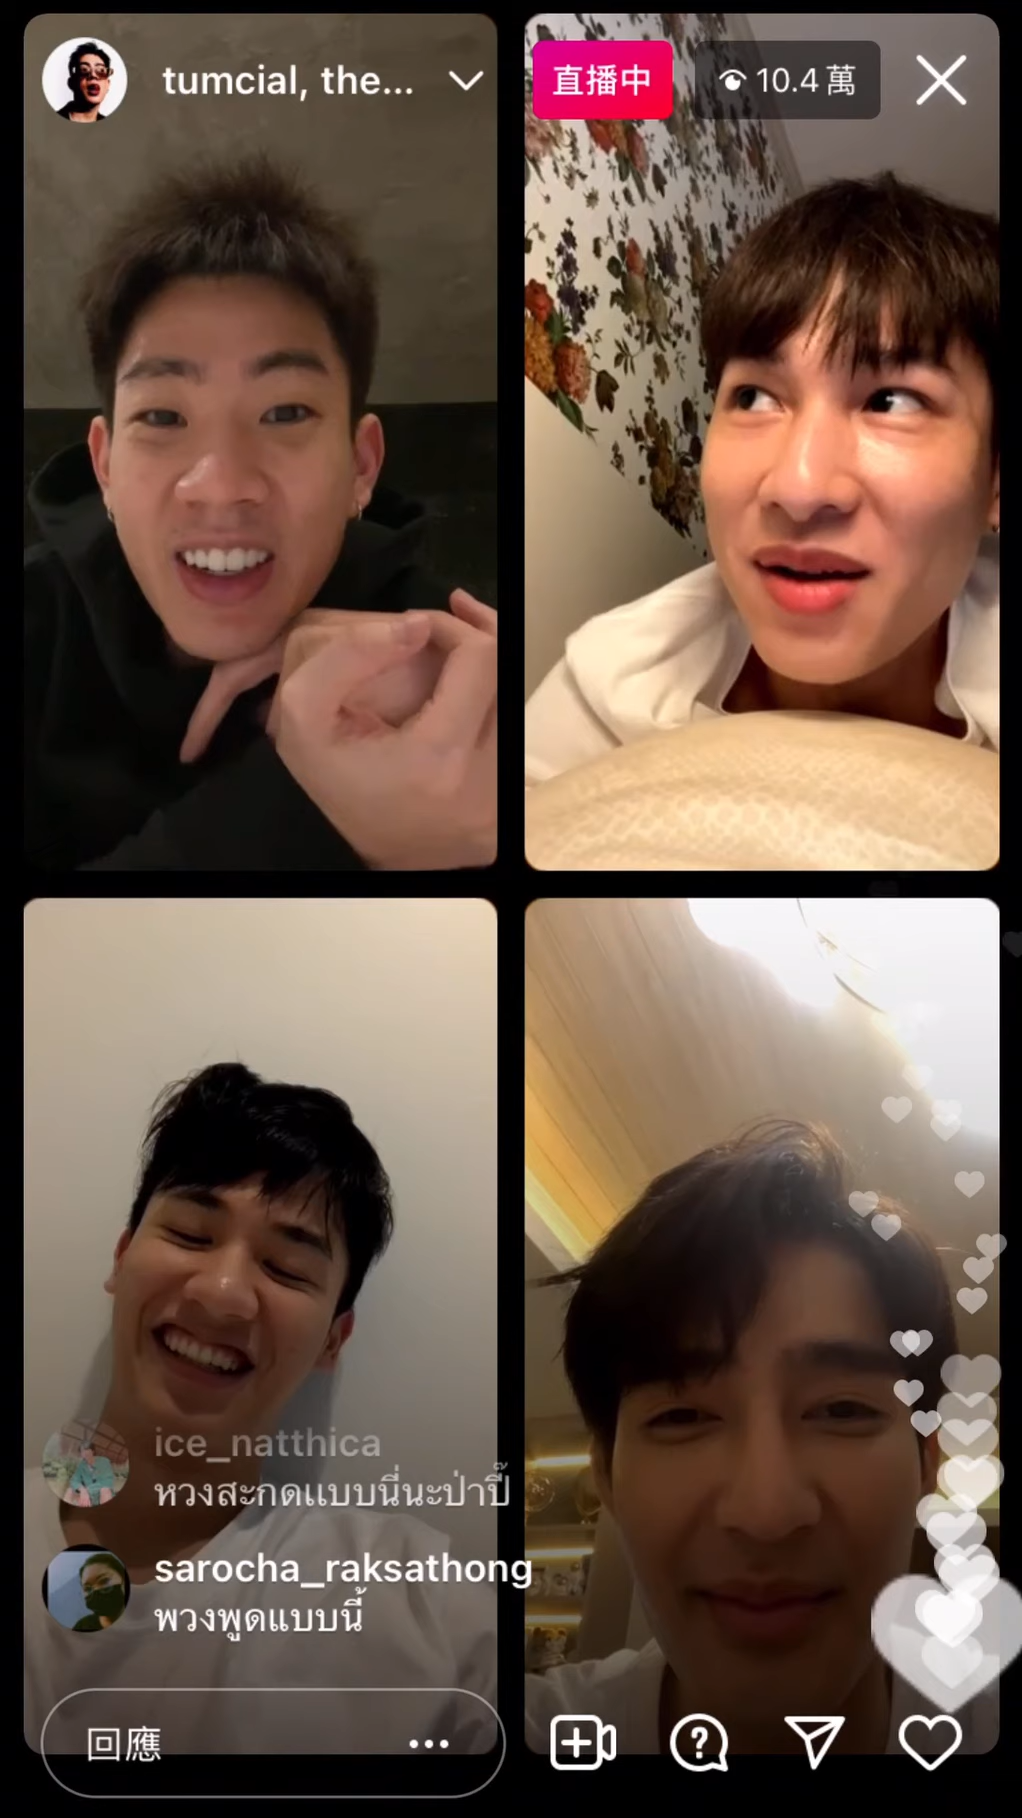 tumcial, the...
直播中
10.4 萬
ice_natthica
หวงสะกดแบบนี่นะป่าปี๊
sarocha_raksathong
พวงพูดแบบนี้
回應